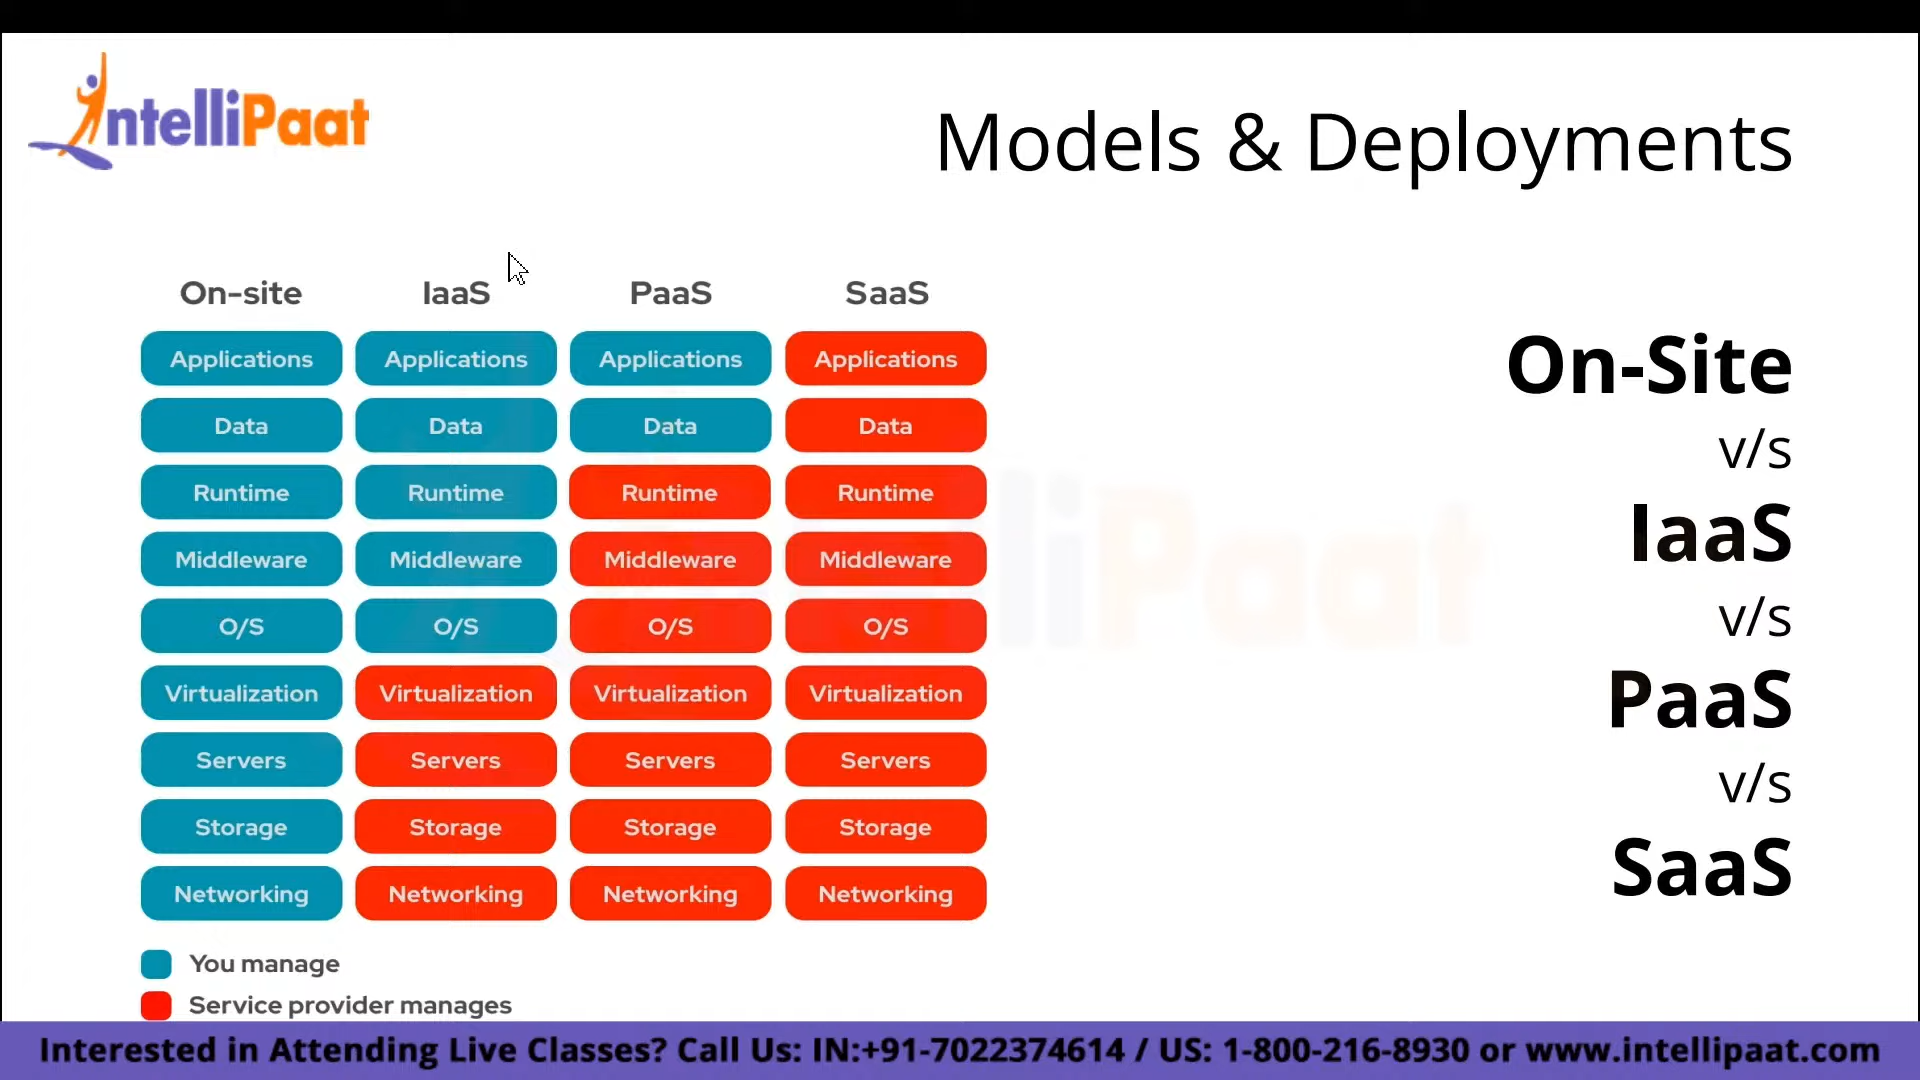 IntelliPaat
Models & Deployments
On-site IaaS PaaS SaaS
Applications Applications Applications Applications
Data Data Data Data
Runtime Runtime Runtime Runtime
Middleware Middleware Middleware Middleware
O/S O/S O/S O/S
Virtualization Virtualization Virtualization Virtualization
Servers Servers Servers Servers
Storage Storage Storage Storage
Networking Networking Networking Networking
You manage
Service provider manages
On-Site
v/s
IaaS
v/s
PaaS
v/s
SaaS
lliPaat
Interested in Attending Live Classes? Call Us: IN:+91-7022374614 / US: 1-800-216-8930 or www.intellipaat.com